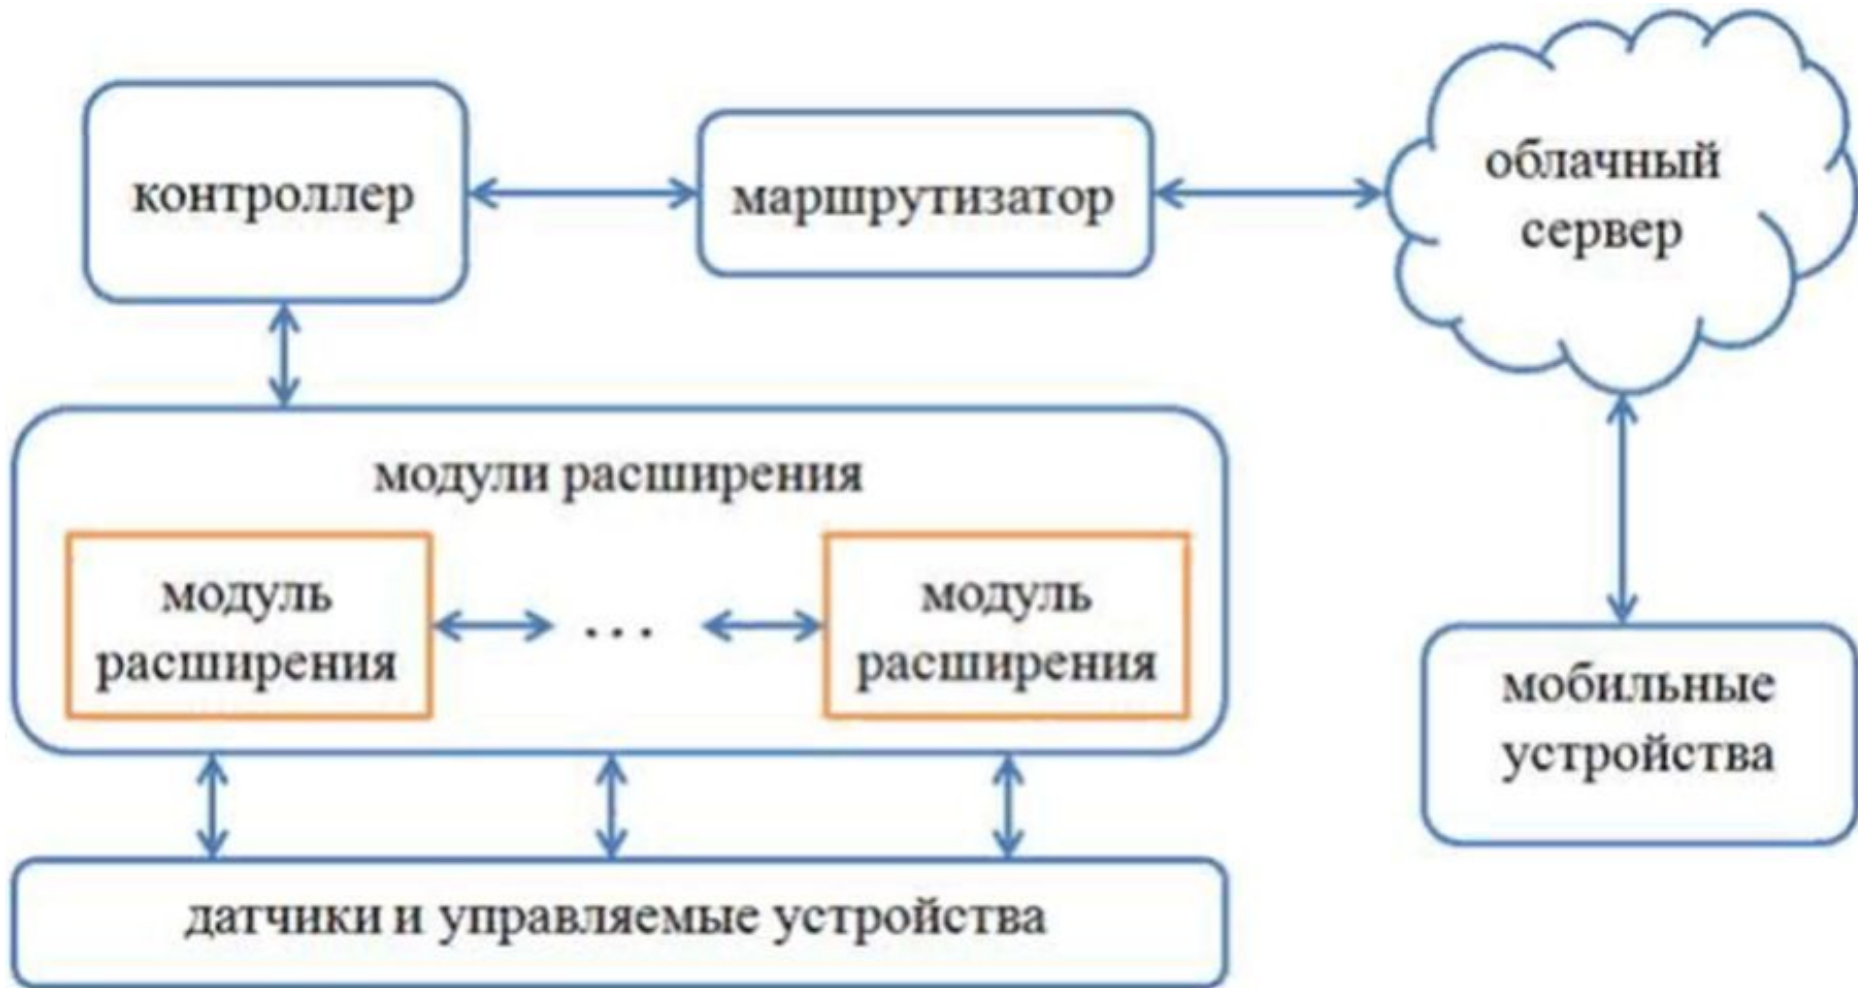 контроллер
маршрутизатор
облачный
сервер
модули расширения
модуль
расширения
...
модуль
расширения
мобильные
устройства
датчики и управляемые устройства